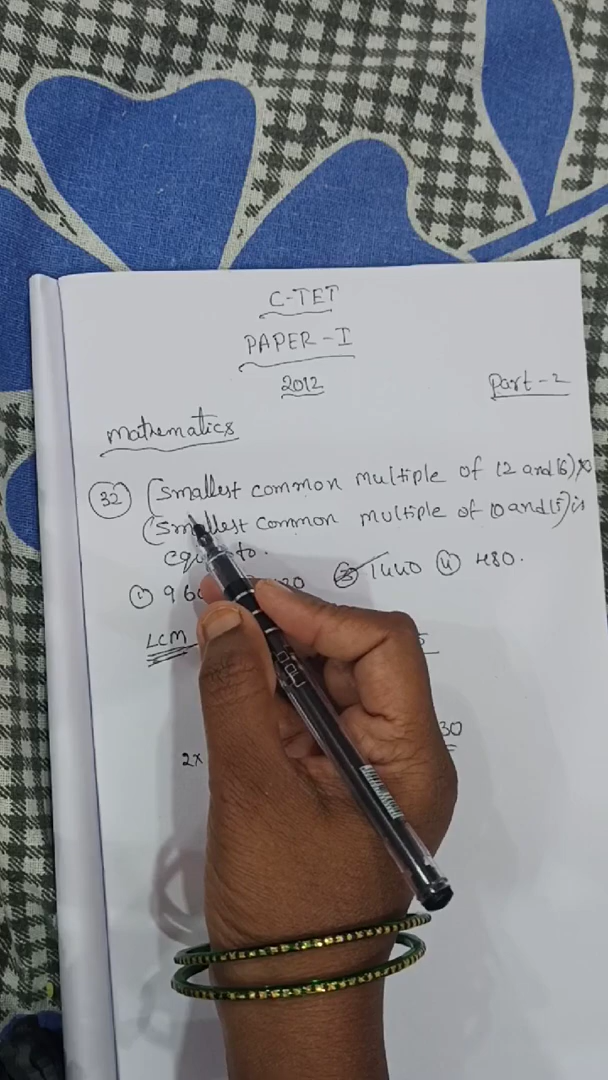 C-TET
PAPER-I
2012
Part-2
mathematics
32 (Smallest common multiple of 12 and 16) x
(Smallest common multiple of 10 and 15) is
to.
1 3 1440 4 480.
LCM
30
2x